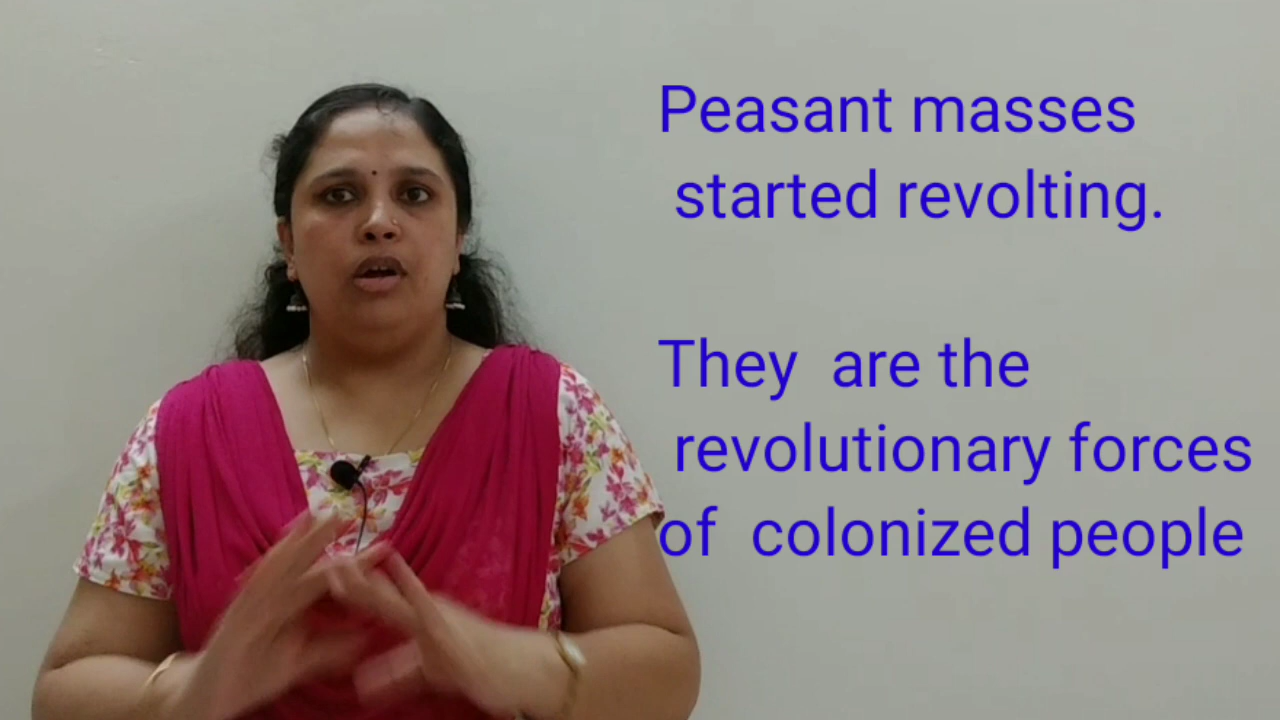 Peasant masses
started revolting.
They are the
revolutionary forces
of colonized people